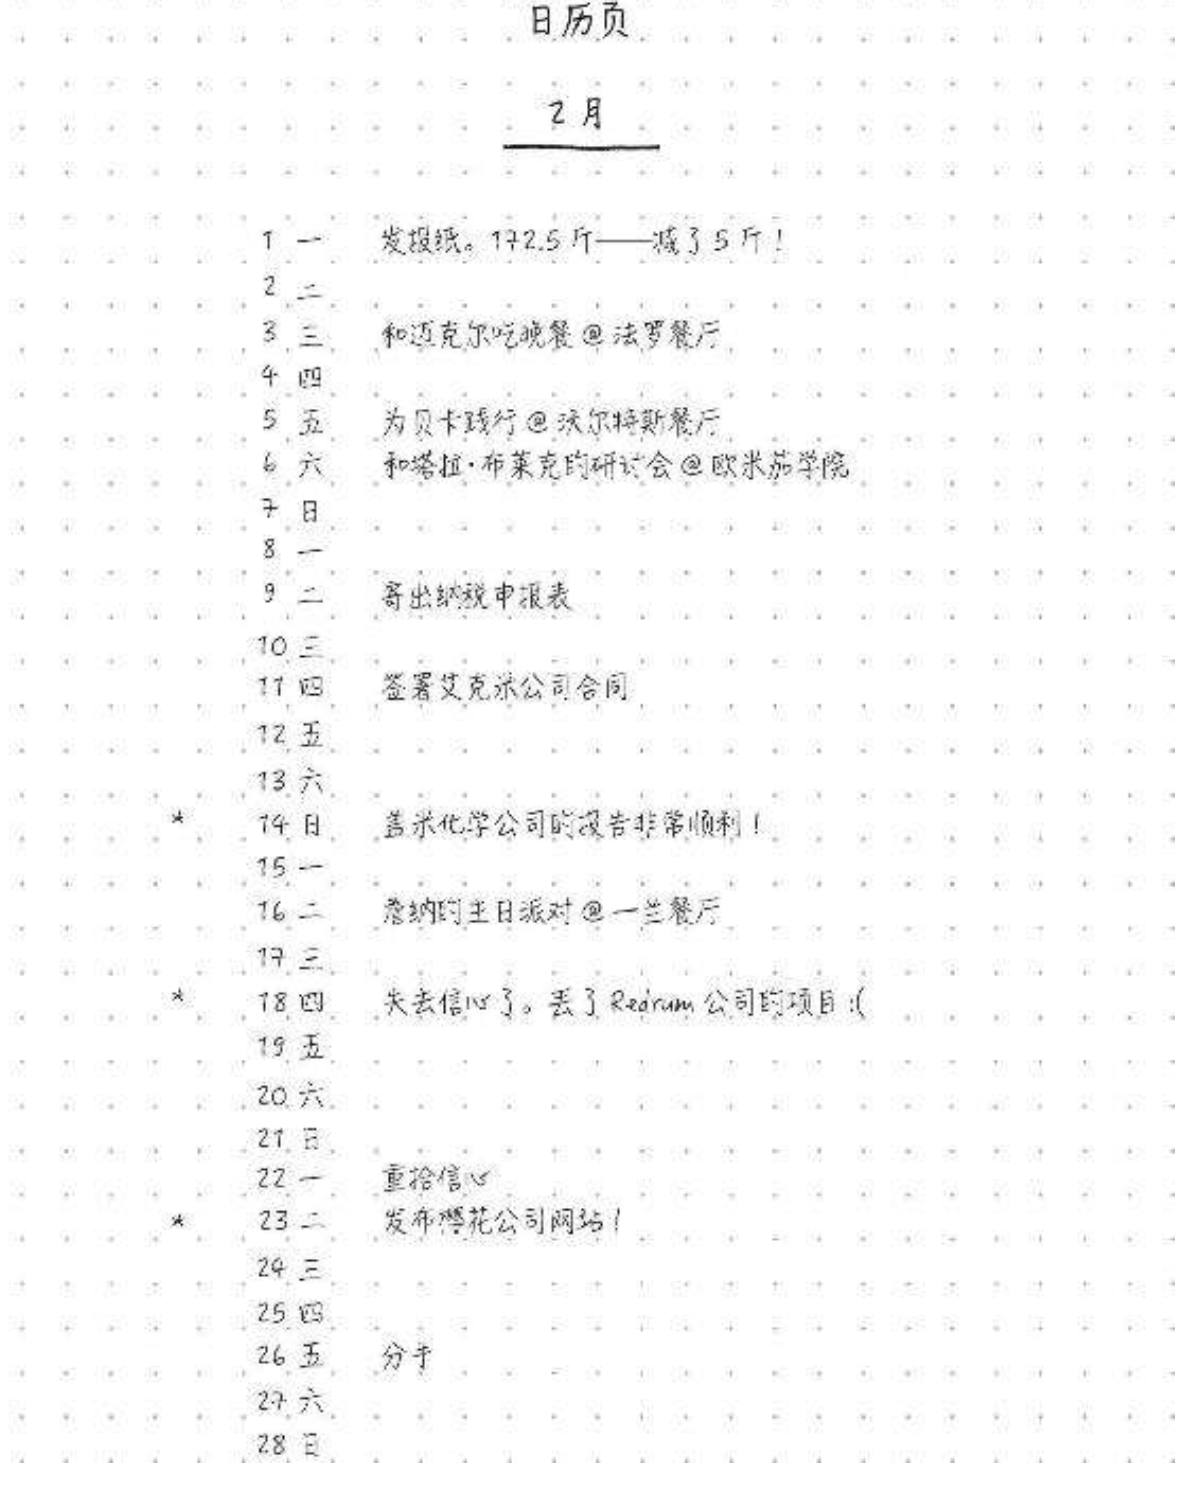 日历页
2月
1 一 发报纸。172.5斤——减了5斤！
2 二
3 三 和迈克尔吃晚餐@法罗餐厅
4 四
5 五 为贝卡践行@沃尔特斯餐厅
6 六 和塔拉·布莱克的研讨会@欧米茄学院
7 日
8 一
9 二 寄出纳税申报表
10 三
11 四 签署艾克米公司合同
12 五
13 六
* 14 日 盖米化学公司的报告非常顺利！
15 一
16 二 詹纳的生日派对@一兰餐厅
17 三
* 18 四 失去信心了。丢了Redrum公司的项目:(
19 五
20 六
21 日
22 一 重拾信心
* 23 二 发布樱花公司网站！
24 三
25 四
26 五 分手
27 六
28 日